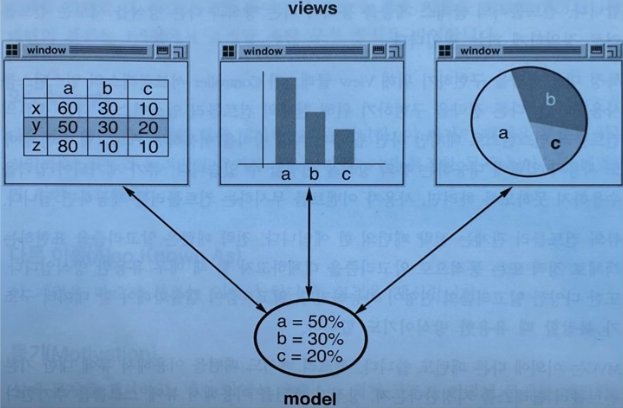 views
window
window
window
a b c
x 60 30 10
y 50 30 20
z 80 10 10
a b c
a
b
c
a = 50%
b = 30%
c = 20%
model